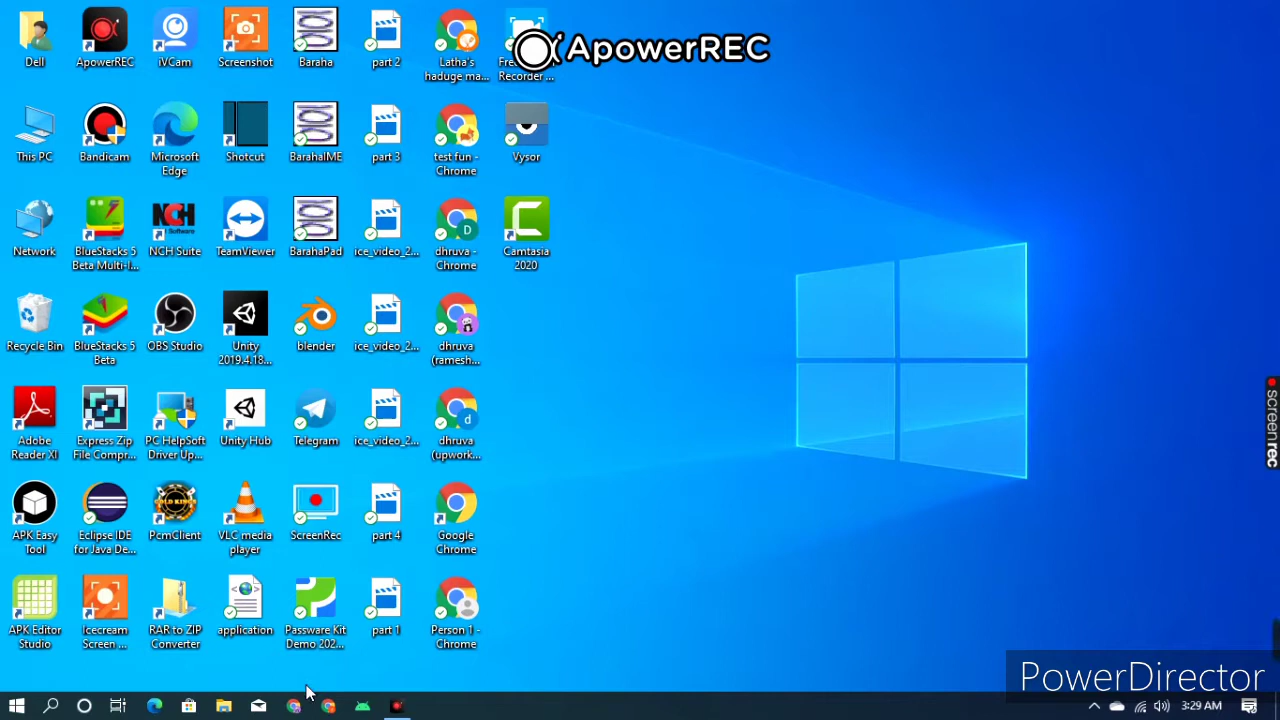 Dell
ApowerREC
iVCam
Screenshot
Baraha
part 2
Latha's
haduge ma...
Recorder ...
ApowerREC
This PC
Bandicam
Microsoft
Edge
Shotcut
BarahaIME
part 3
test fun -
Chrome
Vysor
Network
BlueStacks 5
Beta Multi-I...
NCH
Software
NCH Suite
TeamViewer
BarahaPad
ice_video_2...
dhruva -
Chrome
Camtasia
2020
Recycle Bin
BlueStacks 5
Beta
OBS Studio
Unity
2019.4.18...
blender
ice_video_2...
dhruva
(ramesh...
Adobe
Reader XI
Express Zip
File Compr...
PC HelpSoft
Driver Up...
Unity Hub
Telegram
ice_video_2...
dhruva
(upwork...
screenrec
APK Easy
Tool
Eclipse IDE
for Java De...
GOLD KINGS
PcmClient
VLC media
player
ScreenRec
part 4
Google
Chrome
APK Editor
Studio
Icecream
Screen ...
RAR to ZIP
Converter
application
Passware Kit
Demo 202...
part 1
Person 1 -
Chrome
PowerDirector
3:29 AM